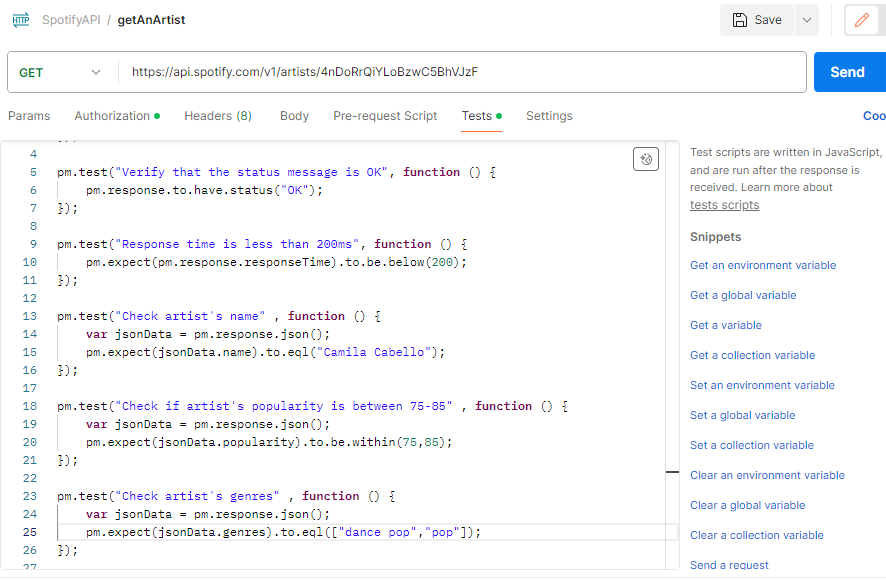 HTTP SpotifyAPI / getAnArtist Save
GET https://api.spotify.com/v1/artists/4nDoRrQiYLoBzwC5BhVJzF Send
Params Authorization Headers (8) Body Pre-request Script Tests Settings Coo
4
5 pm.test("Verify that the status message is OK", function () {
6 pm.response.to.have.status("OK");
7 });
8
9 pm.test("Response time is less than 200ms", function () {
10 pm.expect(pm.response.responseTime).to.be.below(200);
11 });
12
13 pm.test("Check artist's name" , function () {
14 var jsonData = pm.response.json();
15 pm.expect(jsonData.name).to.eql("Camila Cabello");
16 });
17
18 pm.test("Check if artist's popularity is between 75-85" , function () {
19 var jsonData = pm.response.json();
20 pm.expect(jsonData.popularity).to.be.within(75,85);
21 });
22
23 pm.test("Check artist's genres" , function () {
24 var jsonData = pm.response.json();
25 pm.expect(jsonData.genres).to.eql(["dance pop","pop"]);
26 });
27
Test scripts are written in JavaScript,
and are run after the response is
received. Learn more about
tests scripts
Snippets
Get an environment variable
Get a global variable
Get a variable
Get a collection variable
Set an environment variable
Set a global variable
Set a collection variable
Clear an environment variable
Clear a global variable
Clear a collection variable
Send a request